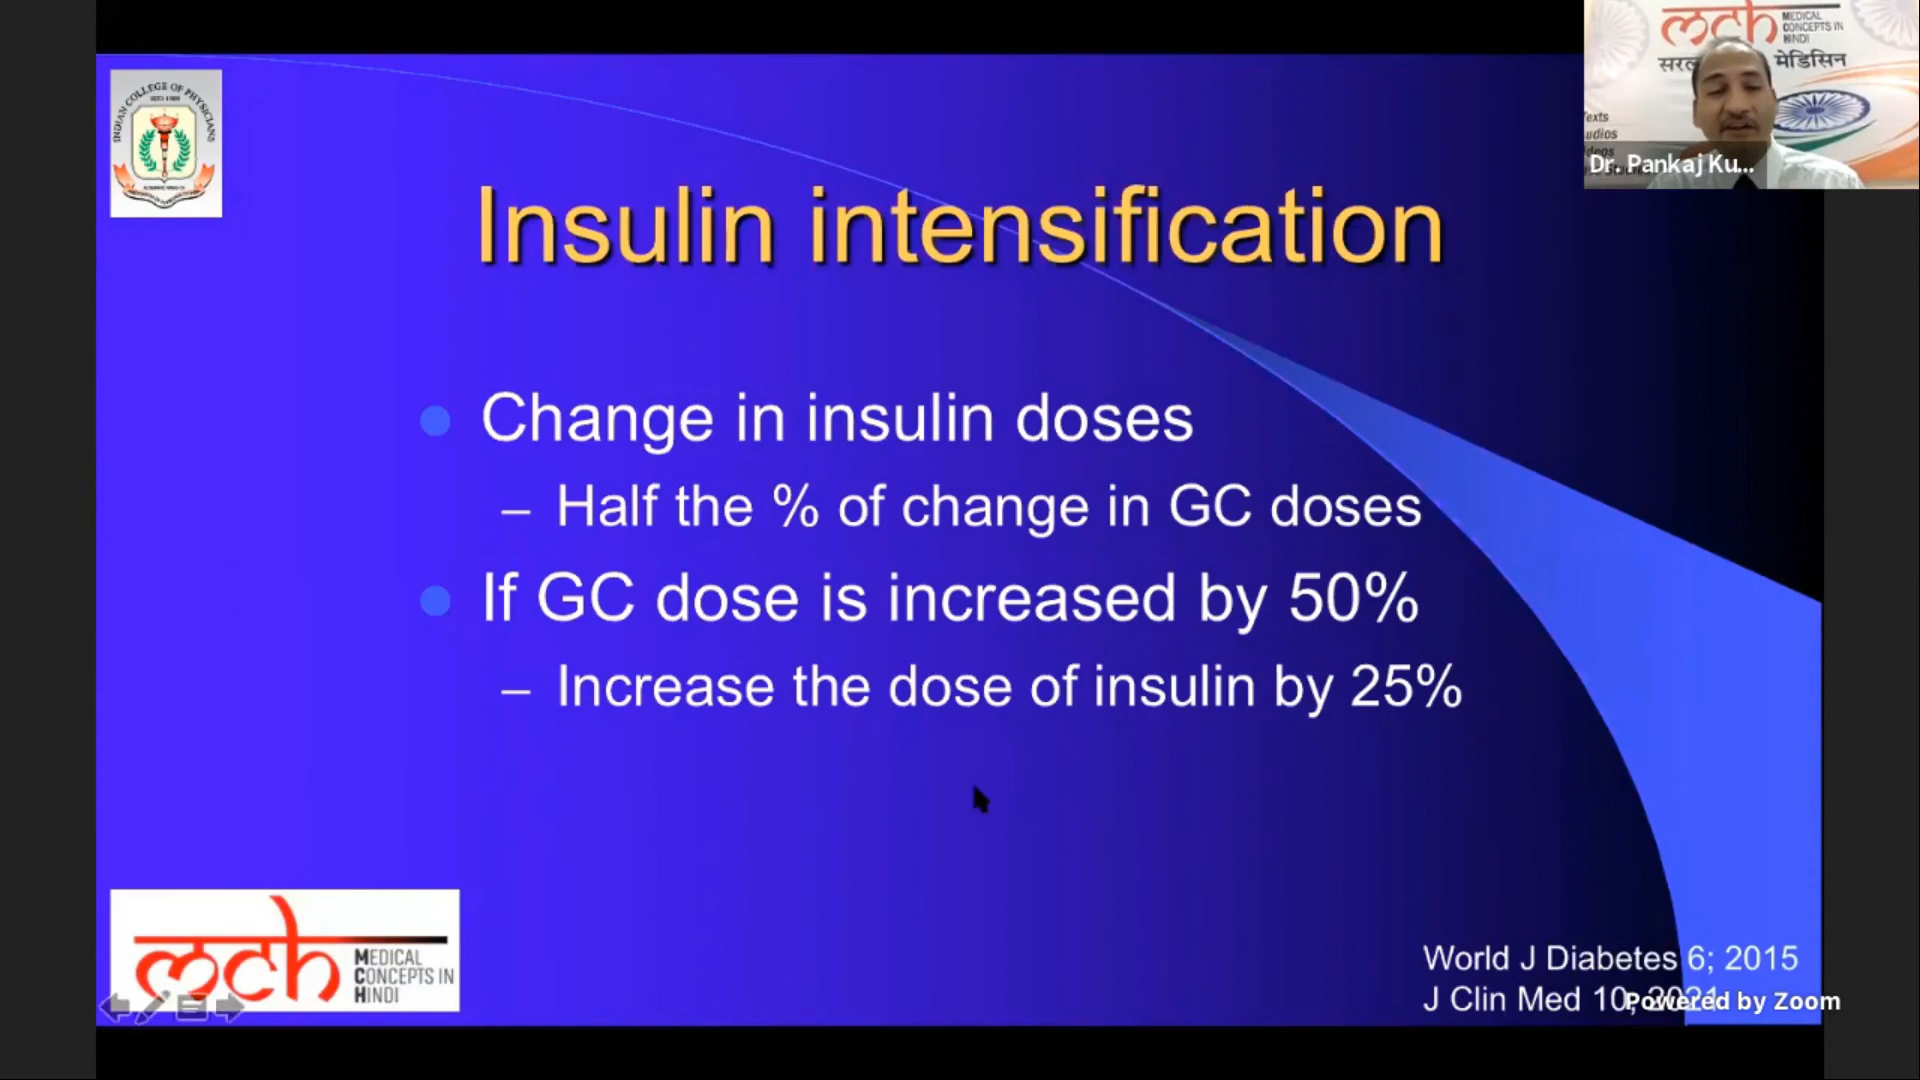 INDIAN COLLEGE OF PHYSICIANS
Insulin intensification
Change in insulin doses
– Half the % of change in GC doses
If GC dose is increased by 50%
– Increase the dose of insulin by 25%
World J Diabetes 6; 2015
J Clin Med 10; 2021
Powered by Zoom
mch
MEDICAL
CONCEPTS IN
HINDI
mch
MEDICAL
CONCEPTS IN
HINDI
मेडिसिन
Dr. Pankaj Ku...